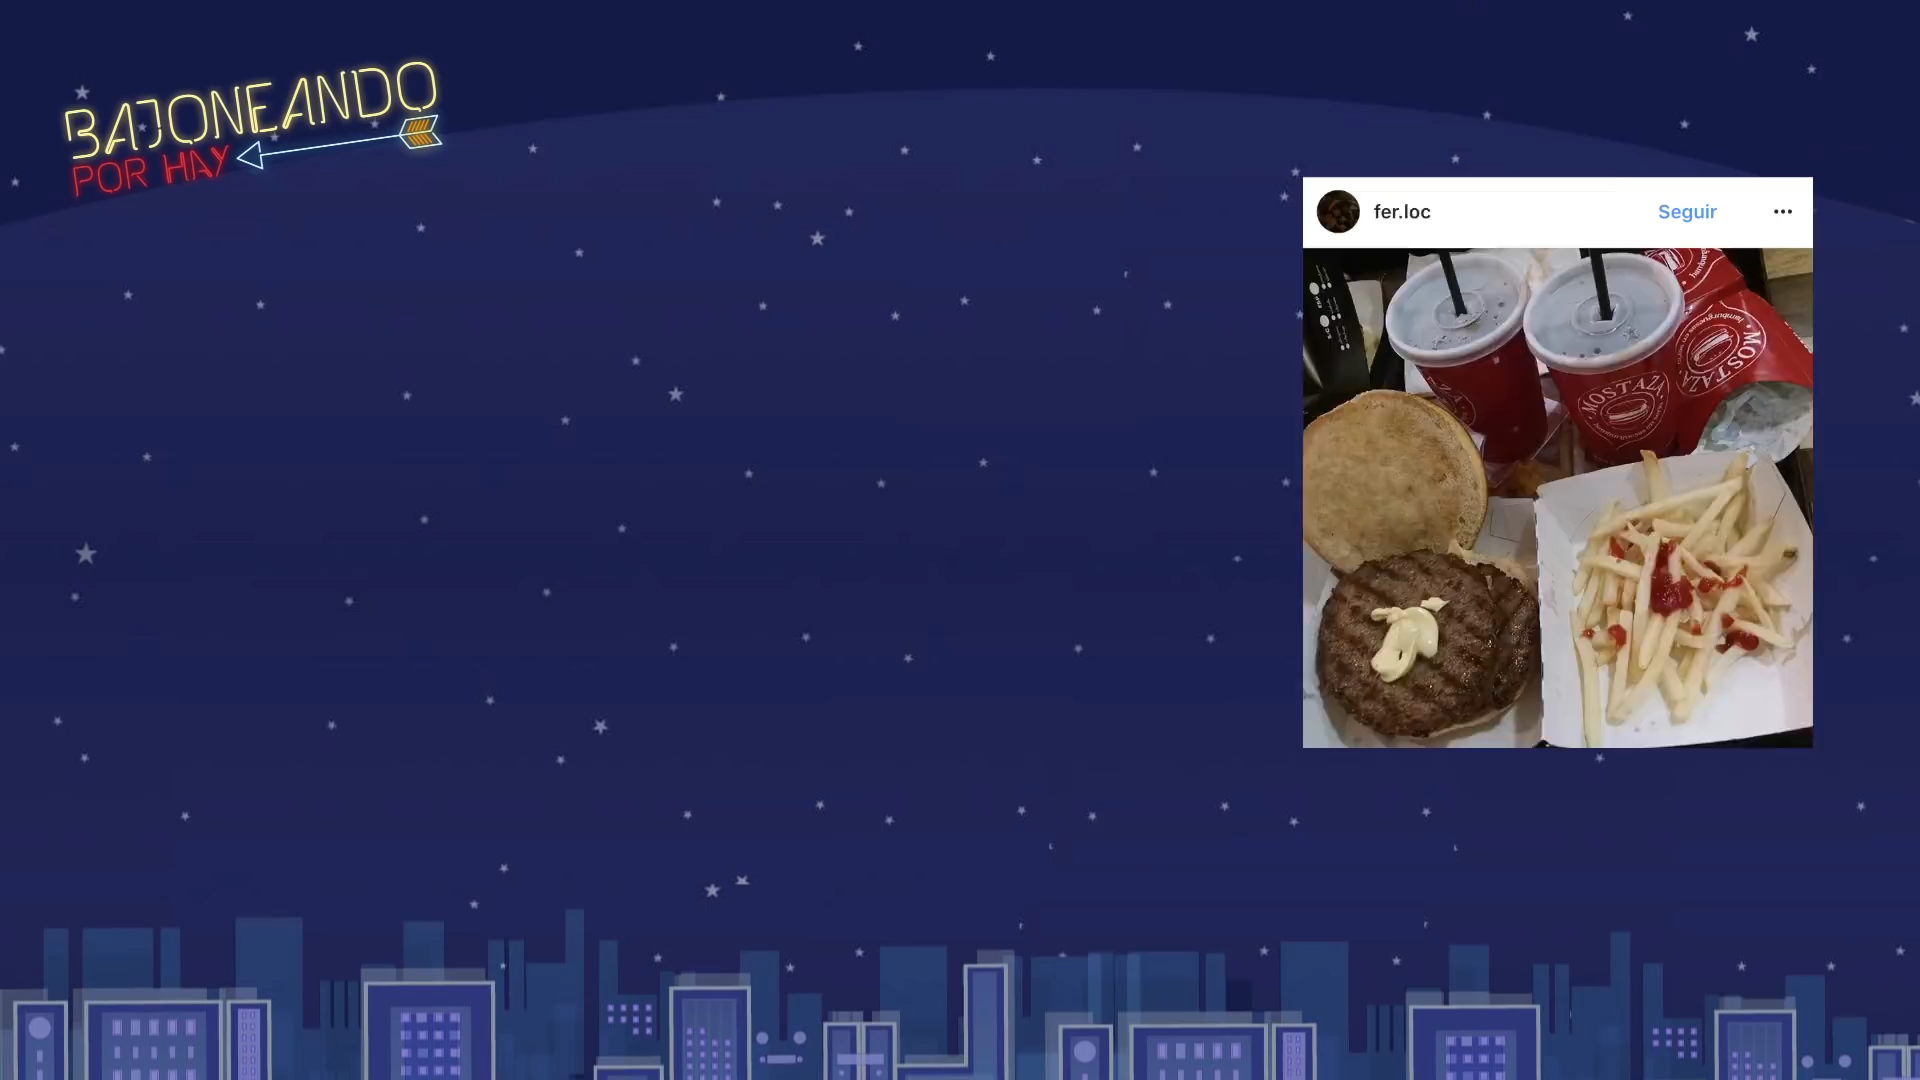 BAJONEANDO
POR HAY
fer.loc
Seguir
MOSTAZA
MOSTAZA